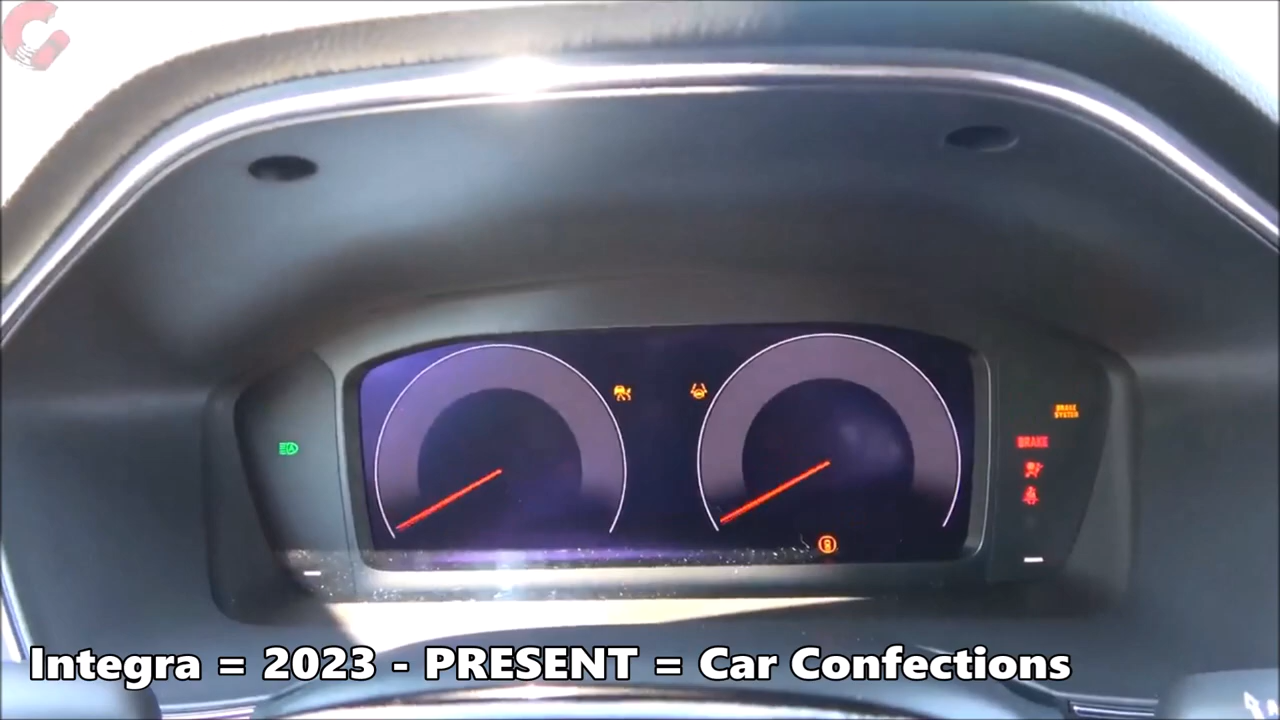 BRAKE
SYSTEM
BRAKE
Integra = 2023 - PRESENT = Car Confections